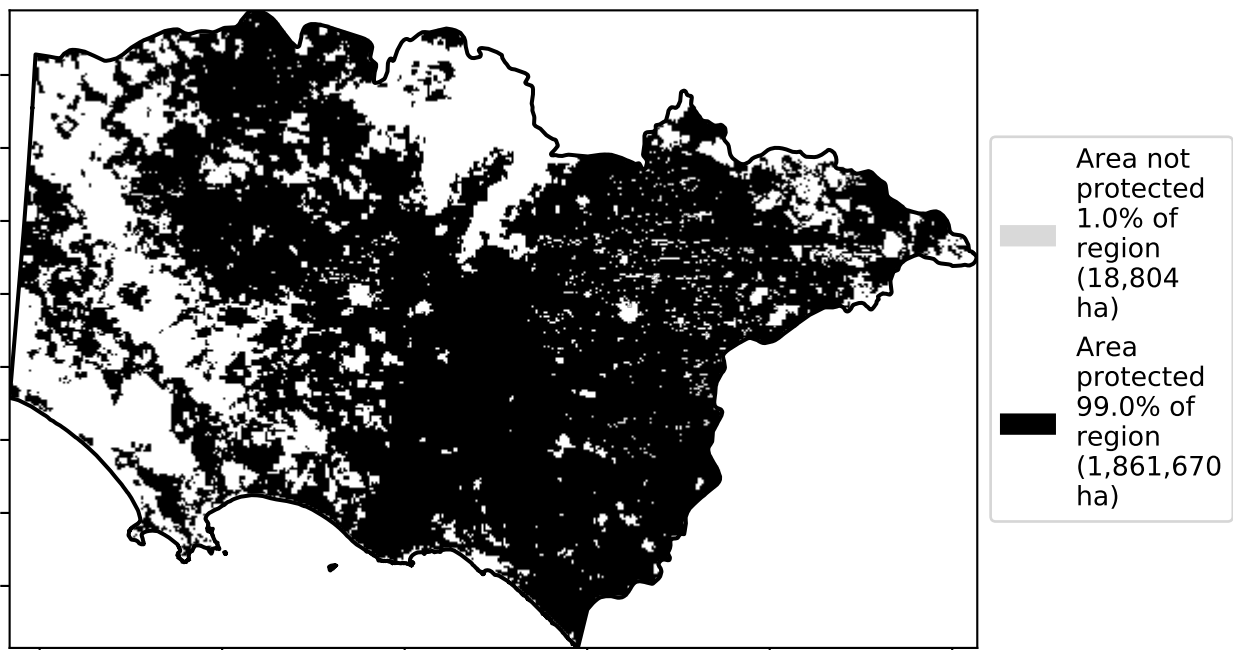 Area not
protected
1.0% of
region
(18,804
ha)
Area
protected
99.0% of
region
(1,861,670
ha)